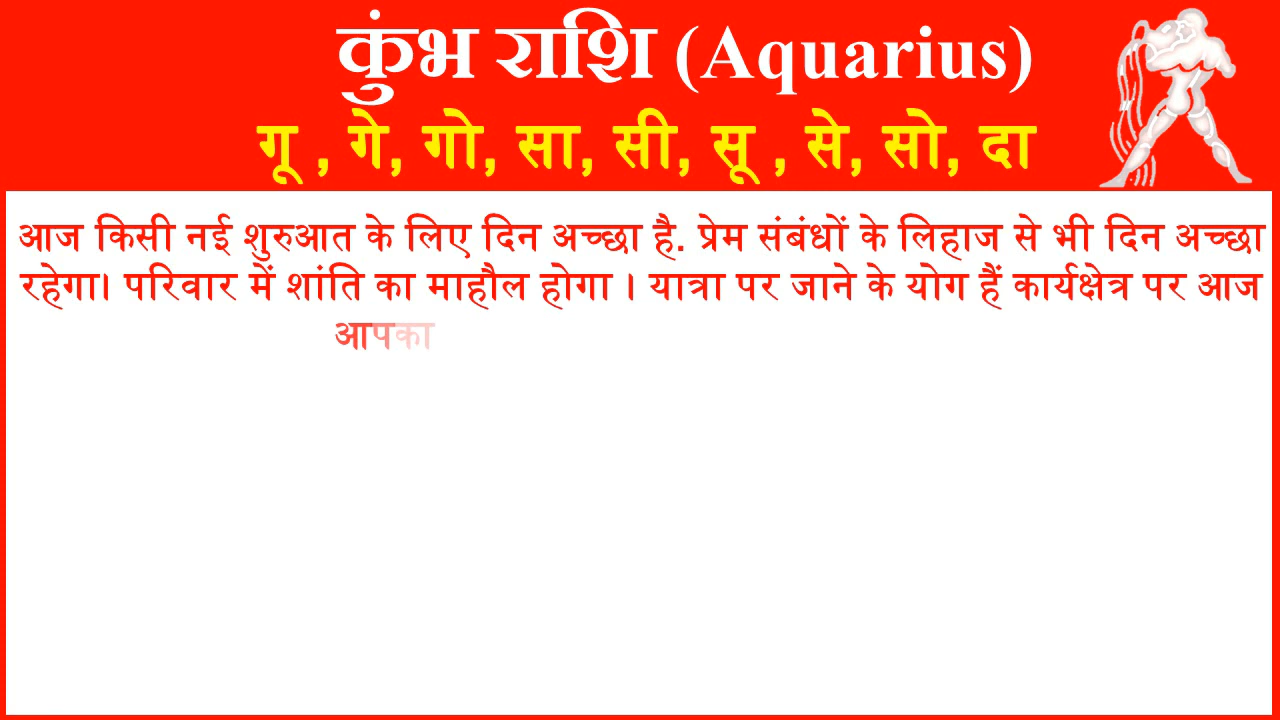 कुंभ राशि (Aquarius)
गू , गे, गो, सा, सी, सू , से, सो, दा
आज किसी नई शुरुआत के लिए दिन अच्छा है. प्रेम संबंधों के लिहाज से भी दिन अच्छा
रहेगा। परिवार में शांति का माहौल होगा । यात्रा पर जाने के योग हैं कार्यक्षेत्र पर आज
आपका